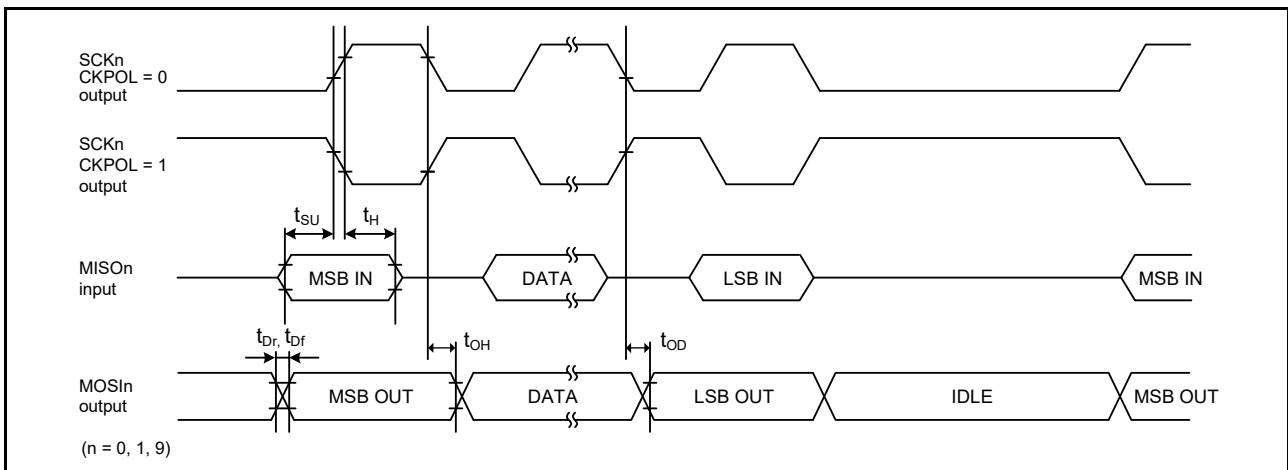 SCKn
CKPOL = 0
output
SCKn
CKPOL = 1
output
tSU
tH
MISOn
input
MSB IN
DATA
LSB IN
MSB IN
tDr, tDf
tOH
tOD
MOSIn
output
MSB OUT
DATA
LSB OUT
IDLE
MSB OUT
(n = 0, 1, 9)